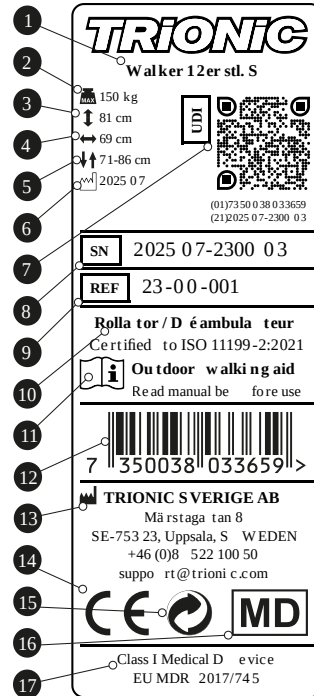 1
TRIONIC
Walker 12er stl. S
2
MAX 150 kg
3
81 cm
4
69 cm
5
71-86 cm
6
2025 07
UDI
7
(01)7350038033659
(21)202507-2300 03
8
SN 2025 07-2300 03
9
REF 23-00-001
10
Rollator/Déambulateur
Certified to ISO 11199-2:2021
11
i Outdoor walking aid
Read manual before use
12
7 350038 033659 >
13
TRIONIC SVERIGE AB
Märstagatan 8
SE-753 23, Uppsala, SWEDEN
+46 (0)8 522 100 50
support@trionic.com
14
CE
15
MD
16
17
Class I Medical Device
EU MDR 2017/745